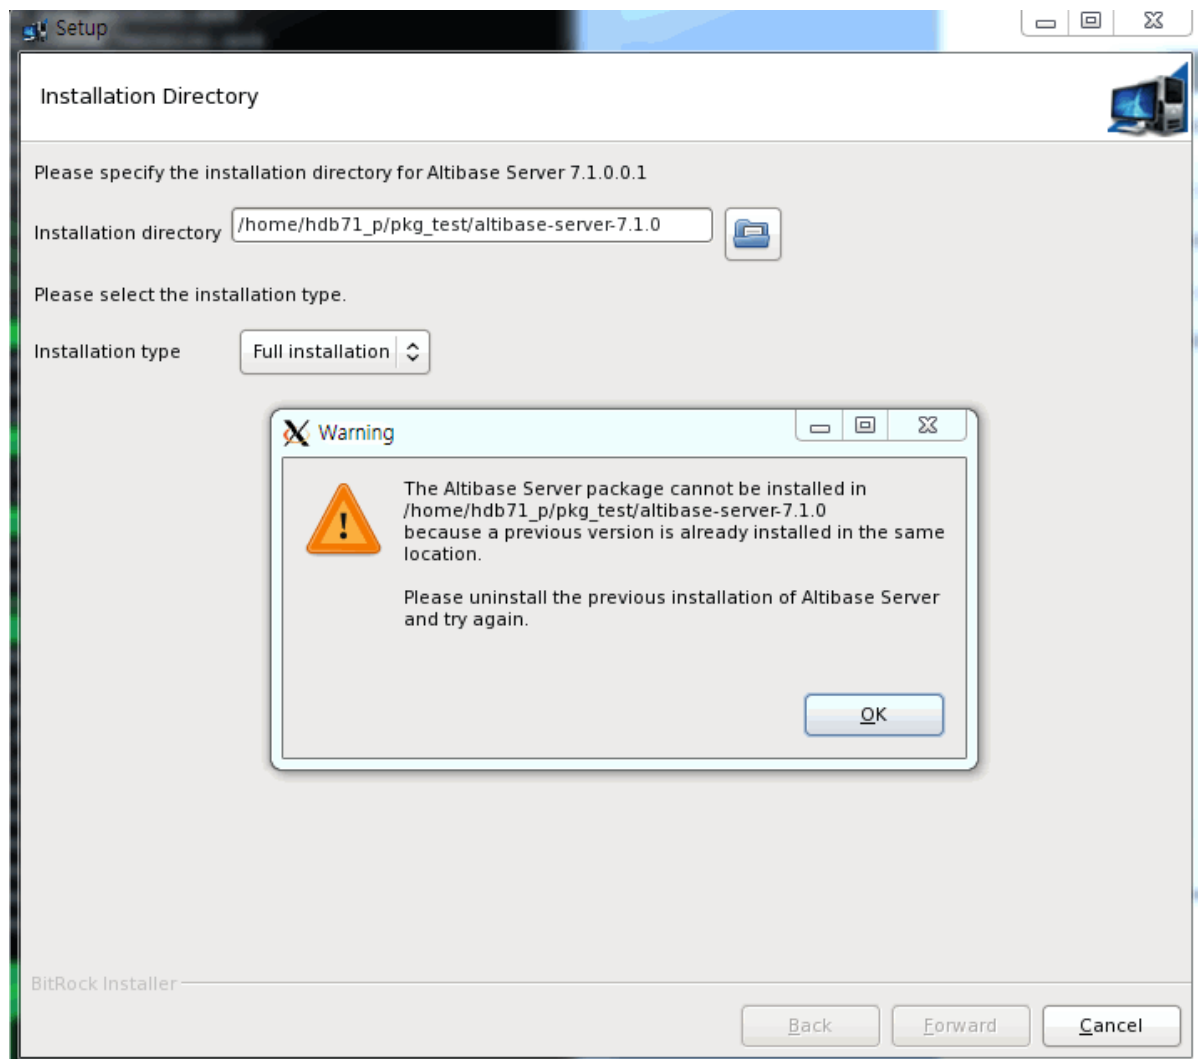 Setup
Installation Directory
Please specify the installation directory for Altibase Server 7.1.0.0.1
Installation directory /home/hdb71_p/pkg_test/altibase-server-7.1.0
Please select the installation type.
Installation type Full installation
Warning
The Altibase Server package cannot be installed in
/home/hdb71_p/pkg_test/altibase-server-7.1.0
because a previous version is already installed in the same
location.
Please uninstall the previous installation of Altibase Server
and try again.
OK
BitRock Installer
Back Forward Cancel